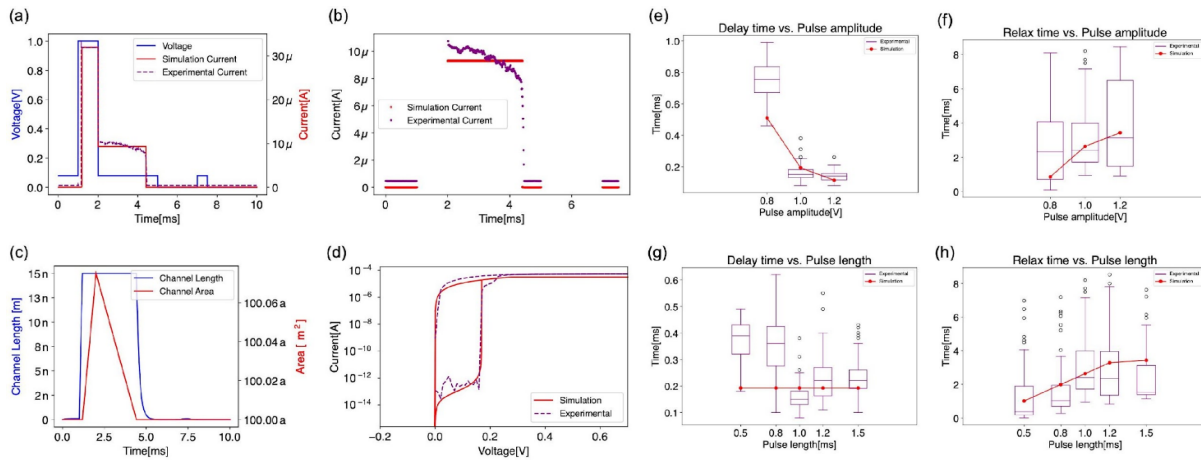 (a)
Voltage
Simulation Current
Experimental Current
1.0
0.8
0.6
0.4
0.2
0.0
Voltage[V]
30μ
20μ
10μ
0
Current[A]
0 2 4 6 8 10
Time[ms]
(b)
10μ
8μ
6μ
4μ
2μ
0
Current[A]
Simulation Current
Experimental Current
0 2 4 6
Time[ms]
(e)
Delay time vs. Pulse amplitude
Experimental
Simulation
1.0
0.8
0.6
0.4
0.2
Time[ms]
0.8 1.0 1.2
Pulse amplitude[V]
(f)
Relax time vs. Pulse amplitude
Experimental
Simulation
8
6
4
2
0
Time[ms]
0.8 1.0 1.2
Pulse amplitude[V]
(c)
Channel Length
Channel Area
15n
13n
10n
8n
5n
2n
0
Channel Length [m]
100.06a
100.04a
100.02a
100.00a
Area[ m²]
0.0 2.5 5.0 7.5 10.0
Time[ms]
(d)
10⁻⁴
10⁻⁶
10⁻⁸
10⁻¹⁰
10⁻¹²
10⁻¹⁴
Current[A]
Simulation
Experimental
−0.2 0.0 0.2 0.4 0.6
Voltage[V]
(g)
Delay time vs. Pulse length
Experimental
Simulation
0.6
0.5
0.4
0.3
0.2
0.1
Time[ms]
0.5 0.8 1.0 1.2 1.5
Pulse length[ms]
(h)
Relax time vs. Pulse length
Experimental
Simulation
8
6
4
2
0
Time[ms]
0.5 0.8 1.0 1.2 1.5
Pulse length[ms]